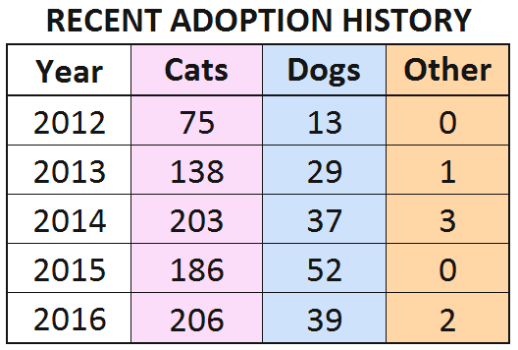 RECENT ADOPTION HISTORY
Year Cats Dogs Other
2012 75 13 0
2013 138 29 1
2014 203 37 3
2015 186 52 0
2016 206 39 2